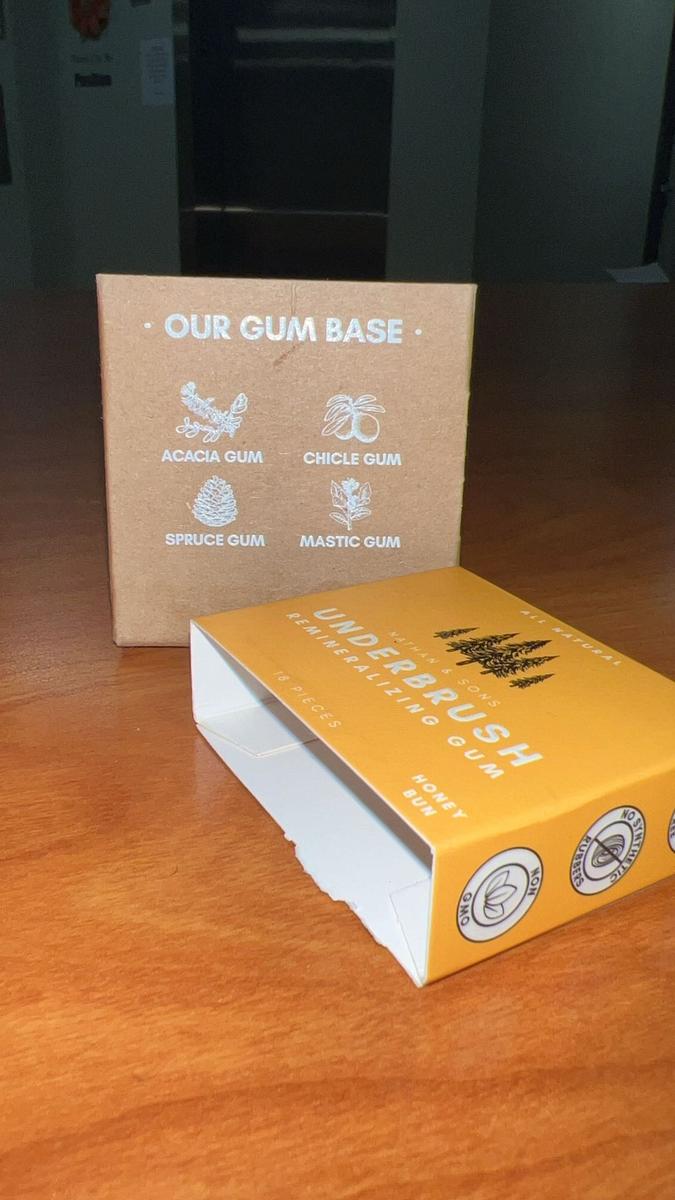 · OUR GUM BASE ·
ACACIA GUM
CHICLE GUM
SPRUCE GUM
MASTIC GUM
ALL NATURAL
NATHAN & SONS
UNDERBRUSH
REMINERALIZING GUM
18 PIECES
HONEY
BUN
NON
GMO
NO SYNTHETIC
RUBBERS